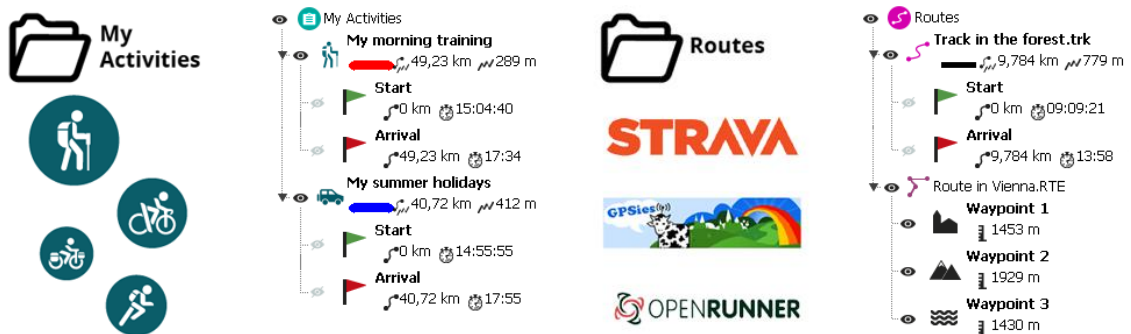 My
Activities
My Activities
My morning training
49,23 km 289 m
Start
0 km 15:04:40
Arrival
49,23 km 17:34
My summer holidays
40,72 km 412 m
Start
0 km 14:55:55
Arrival
40,72 km 17:55
Routes
STRAVA
GPSies
OPENRUNNER
Routes
Track in the forest.trk
9,784 km 779 m
Start
0 km 09:09:21
Arrival
9,784 km 13:58
Route in Vienna.RTE
Waypoint 1
1453 m
Waypoint 2
1929 m
Waypoint 3
1430 m